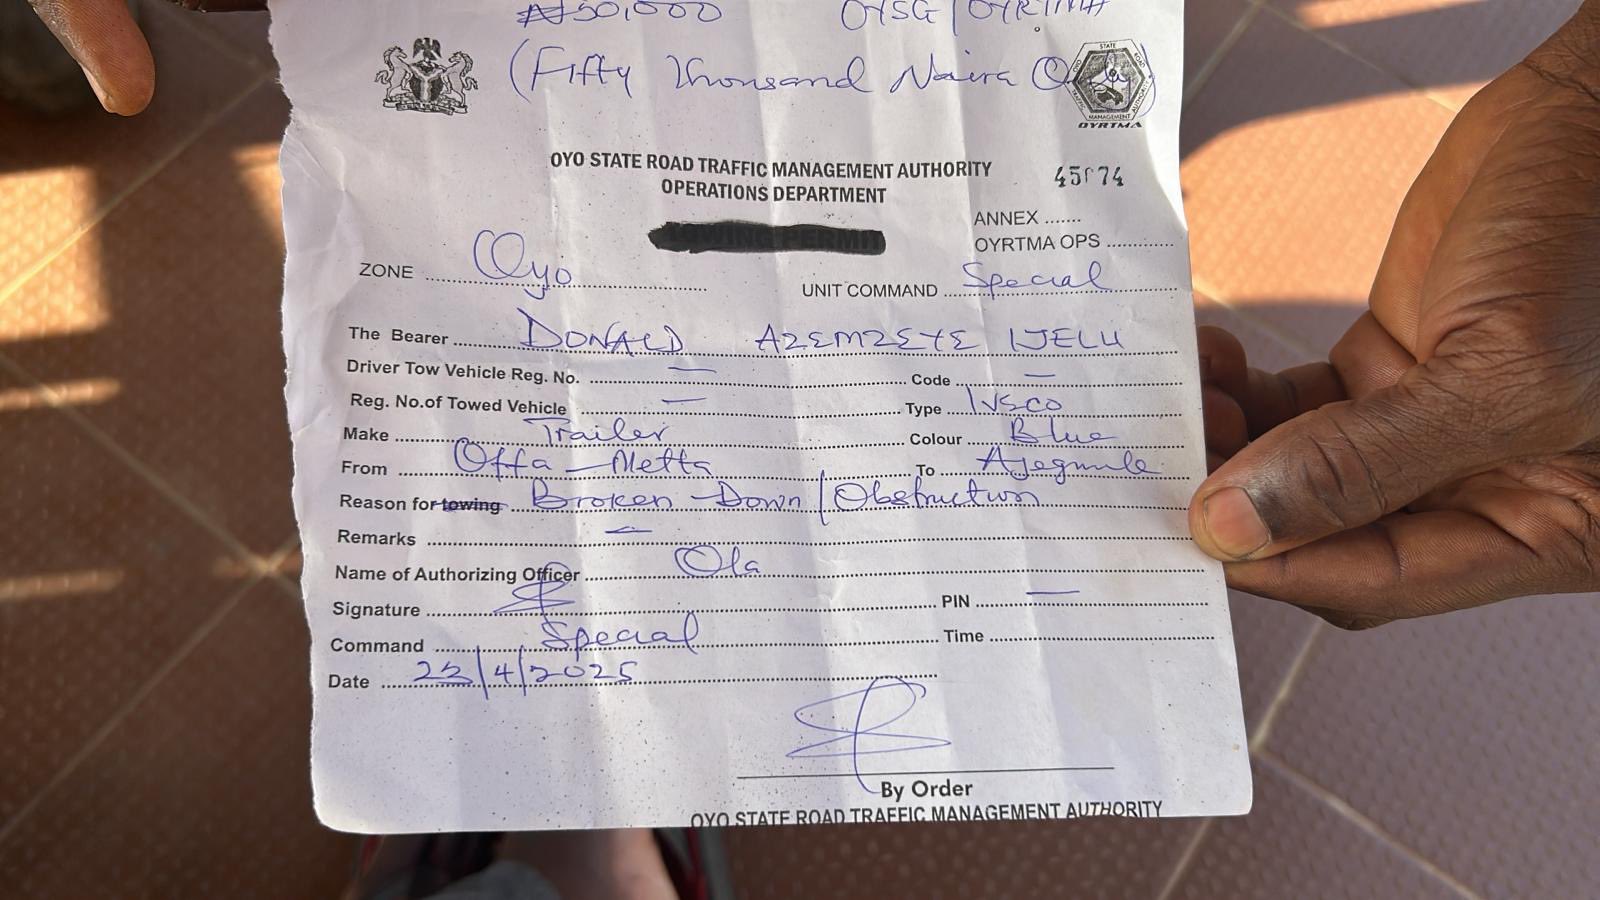 ₦50,000 OYSG/OYRTMA
(Fifty Thousand Naira
STATE
ROAD
MANAGEMENT
OYRTMA
OYO STATE ROAD TRAFFIC MANAGEMENT AUTHORITY
OPERATIONS DEPARTMENT
TOWING PERMIT
ANNEX .......
OYRTMA OPS ............
ZONE Oyo
UNIT COMMAND Special
The Bearer DONALD IJELU
Driver Tow Vehicle Reg. No. — Code —
Reg. No.of Towed Vehicle — Type
Make Trailer Colour Blue
From Offa-Metta To Ajegunle
Reason for towing Broken Down/Obstruction
Remarks —
Name of Authorizing Officer Ola
Signature PIN —
Command Special Time
Date 23/4/2025
By Order
OYO STATE ROAD TRAFFIC MANAGEMENT AUTHORITY